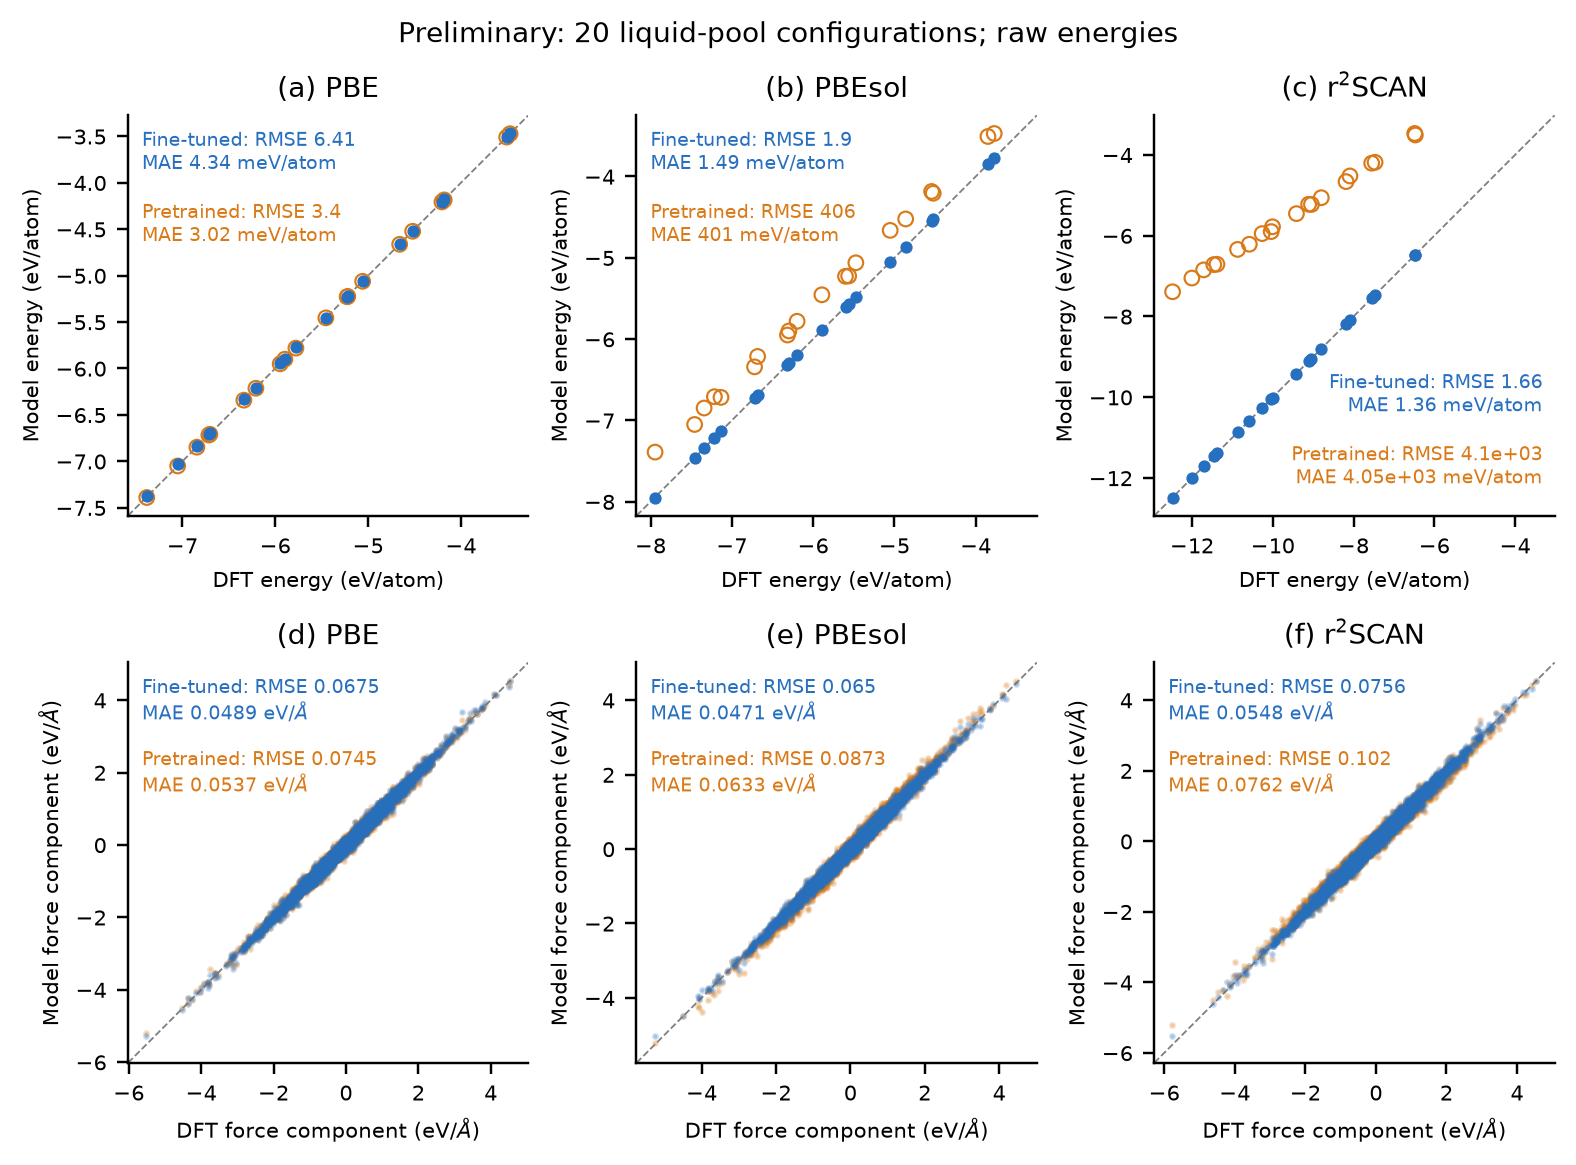 Preliminary: 20 liquid-pool configurations; raw energies
(a) PBE
Fine-tuned: RMSE 6.41
MAE 4.34 meV/atom
Pretrained: RMSE 3.4
MAE 3.02 meV/atom
Model energy (eV/atom)
−3.5
−4.0
−4.5
−5.0
−5.5
−6.0
−6.5
−7.0
−7.5
−7
−6
−5
−4
DFT energy (eV/atom)
(b) PBEsol
Fine-tuned: RMSE 1.9
MAE 1.49 meV/atom
Pretrained: RMSE 406
MAE 401 meV/atom
Model energy (eV/atom)
−4
−5
−6
−7
−8
−8
−7
−6
−5
−4
DFT energy (eV/atom)
(c) r²SCAN
Fine-tuned: RMSE 1.66
MAE 1.36 meV/atom
Pretrained: RMSE 4.1e+03
MAE 4.05e+03 meV/atom
Model energy (eV/atom)
−4
−6
−8
−10
−12
−12
−10
−8
−6
−4
DFT energy (eV/atom)
(d) PBE
Fine-tuned: RMSE 0.0675
MAE 0.0489 eV/Å
Pretrained: RMSE 0.0745
MAE 0.0537 eV/Å
Model force component (eV/Å)
4
2
0
−2
−4
−6
−6
−4
−2
0
2
4
DFT force component (eV/Å)
(e) PBEsol
Fine-tuned: RMSE 0.065
MAE 0.0471 eV/Å
Pretrained: RMSE 0.0873
MAE 0.0633 eV/Å
Model force component (eV/Å)
4
2
0
−2
−4
−4
−2
0
2
4
DFT force component (eV/Å)
(f) r²SCAN
Fine-tuned: RMSE 0.0756
MAE 0.0548 eV/Å
Pretrained: RMSE 0.102
MAE 0.0762 eV/Å
Model force component (eV/Å)
4
2
0
−2
−4
−6
−6
−4
−2
0
2
4
DFT force component (eV/Å)